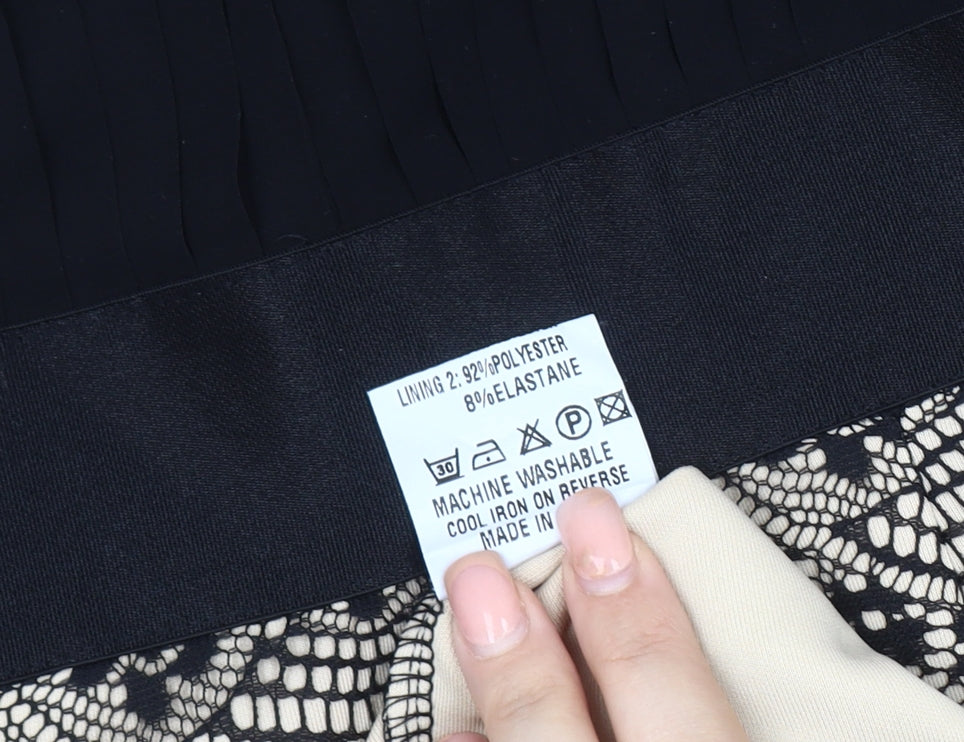 LINING 2: 92%POLYESTER
8%ELASTANE
30 P
MACHINE WASHABLE
COOL IRON ON REVERSE
MADE IN